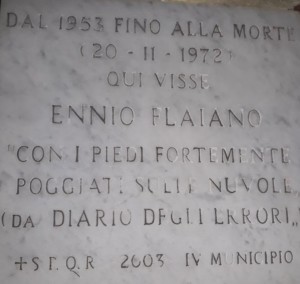 DAL 1953 FINO ALLA MORTE
(20-11-1972)
QUI VISSE
ENNIO FLAIANO
"CON I PIEDI FORTEMENTE
POGGIATI SULLE NUVOLE
(DA DIARIO DEGLI ERRORI„)
+ S.P.Q.R 2003 IV MUNICIPIO